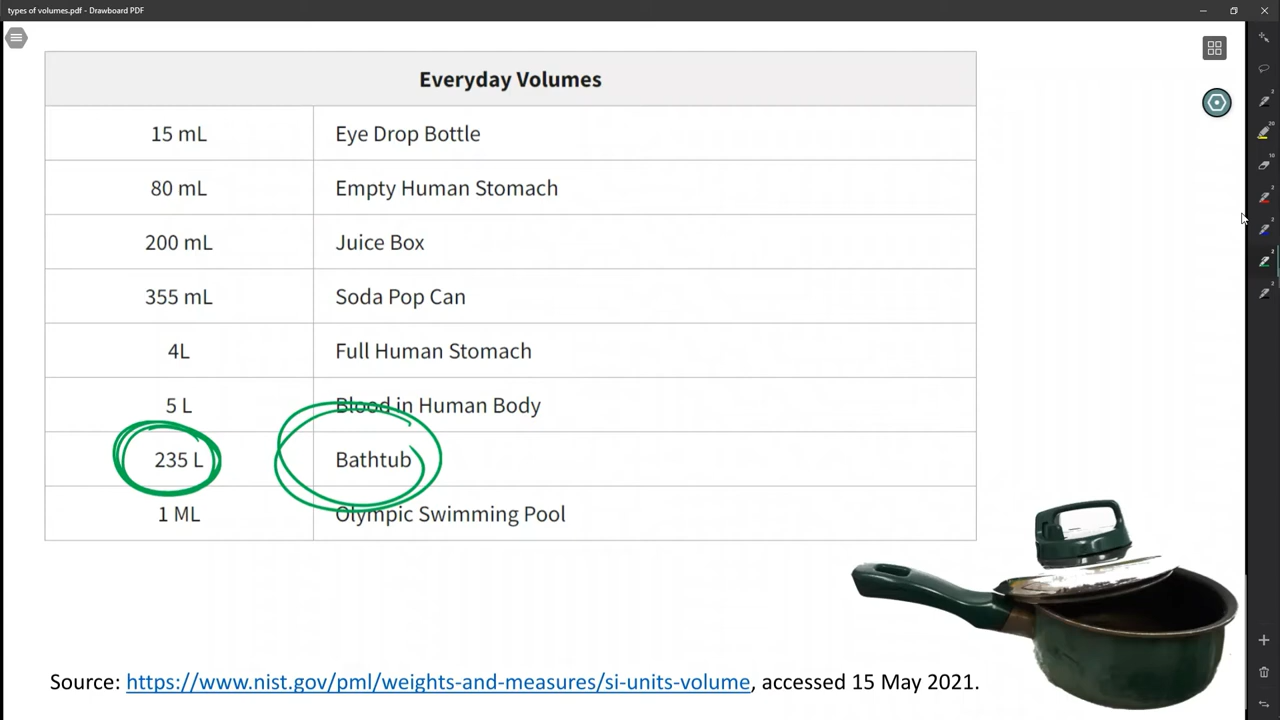 types of volumes.pdf - Drawboard PDF
Everyday Volumes
15 mL Eye Drop Bottle
80 mL Empty Human Stomach
200 mL Juice Box
355 mL Soda Pop Can
4L Full Human Stomach
5 L Blood in Human Body
235 L Bathtub
1 ML Olympic Swimming Pool
Source: https://www.nist.gov/pml/weights-and-measures/si-units-volume, accessed 15 May 2021.